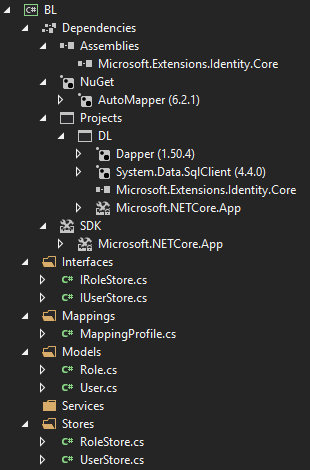 C# BL
Dependencies
Assemblies
Microsoft.Extensions.Identity.Core
NuGet
AutoMapper (6.2.1)
Projects
DL
Dapper (1.50.4)
System.Data.SqlClient (4.4.0)
Microsoft.Extensions.Identity.Core
Microsoft.NETCore.App
SDK
Microsoft.NETCore.App
Interfaces
C# IRoleStore.cs
C# IUserStore.cs
Mappings
C# MappingProfile.cs
Models
C# Role.cs
C# User.cs
Services
Stores
C# RoleStore.cs
C# UserStore.cs